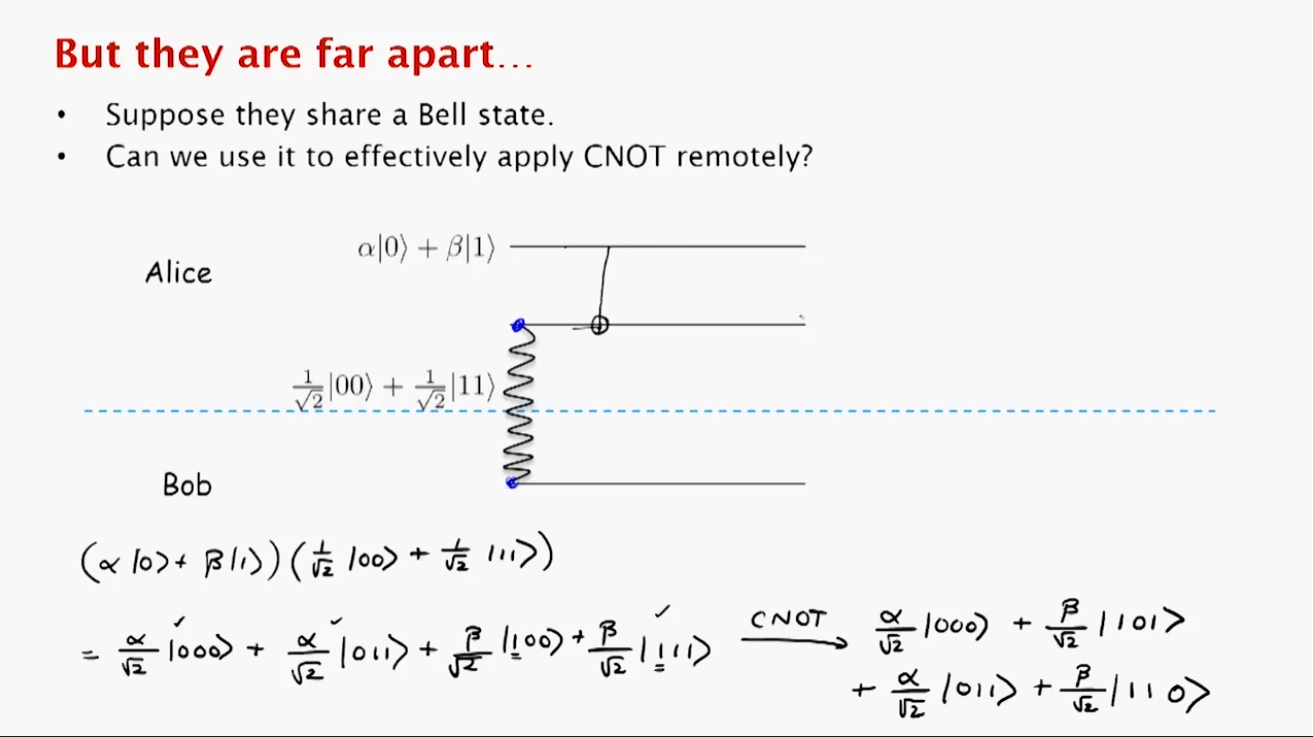 But they are far apart...
• Suppose they share a Bell state.
• Can we use it to effectively apply CNOT remotely?
α|0⟩ + β|1⟩
Alice
1/√2|00⟩ + 1/√2|11⟩
Bob
(α|0⟩ + β|1⟩)(1/√2 |00⟩ + 1/√2 |11⟩)
= α/√2 |000⟩ + α/√2 |011⟩ + β/√2 |100⟩ + β/√2 |111⟩ CNOT → α/√2 |000⟩ + β/√2 |101⟩
+ α/√2 |011⟩ + β/√2 |110⟩